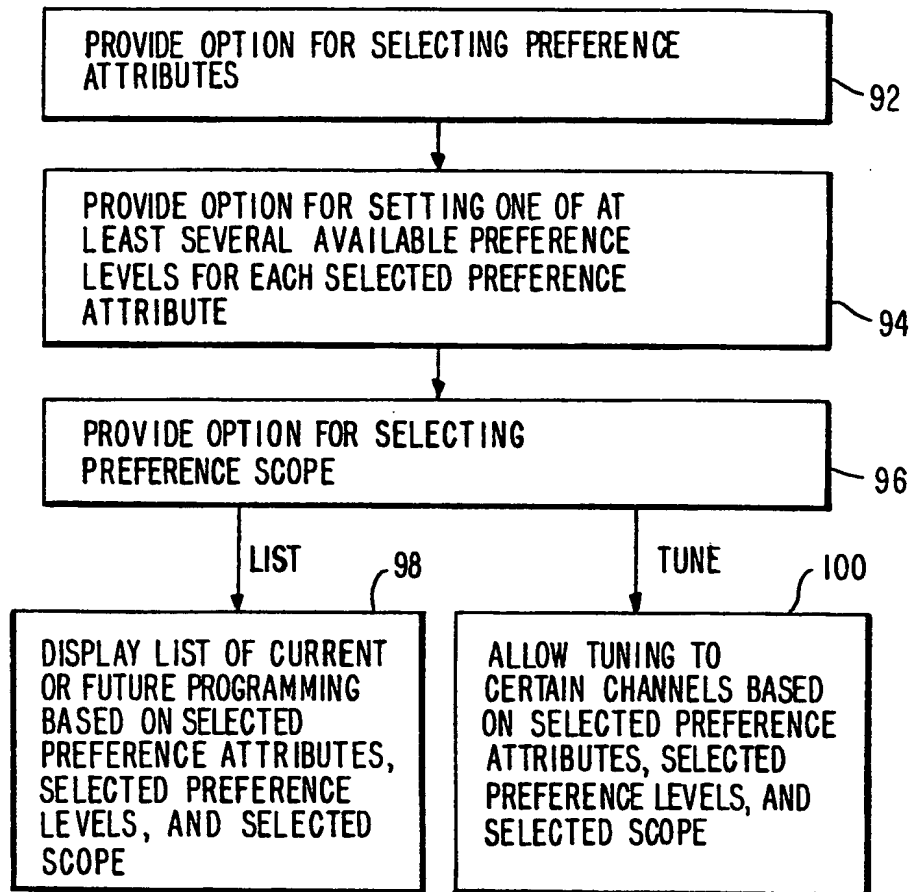 PROVIDE OPTION FOR SELECTING PREFERENCE
ATTRIBUTES
92
PROVIDE OPTION FOR SETTING ONE OF AT
LEAST SEVERAL AVAILABLE PREFERENCE
LEVELS FOR EACH SELECTED PREFERENCE
ATTRIBUTE
94
PROVIDE OPTION FOR SELECTING
PREFERENCE SCOPE
96
LIST
98
TUNE
100
DISPLAY LIST OF CURRENT
OR FUTURE PROGRAMMING
BASED ON SELECTED
PREFERENCE ATTRIBUTES,
SELECTED PREFERENCE
LEVELS, AND SELECTED
SCOPE
ALLOW TUNING TO
CERTAIN CHANNELS BASED
ON SELECTED PREFERENCE
ATTRIBUTES, SELECTED
PREFERENCE LEVELS, AND
SELECTED SCOPE